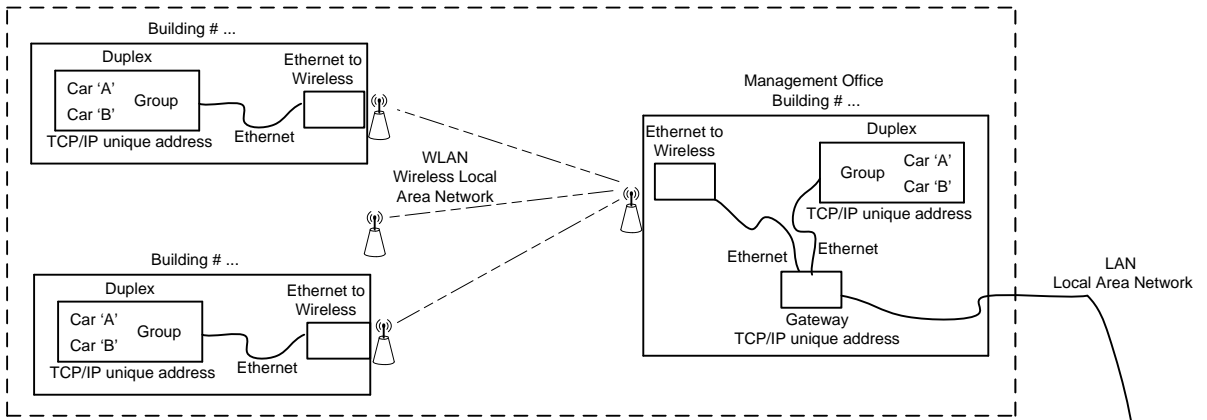 Building # ...
Duplex
Car ‘A’
Car ‘B’
Group
TCP/IP unique address
Ethernet
Ethernet to
Wireless
WLAN
Wireless Local
Area Network
Building # ...
Duplex
Car ‘A’
Car ‘B’
Group
TCP/IP unique address
Ethernet
Ethernet to
Wireless
Management Office
Building # ...
Ethernet to
Wireless
Duplex
Group
Car ‘A’
Car ‘B’
TCP/IP unique address
Ethernet
Ethernet
Gateway
TCP/IP unique address
LAN
Local Area Network